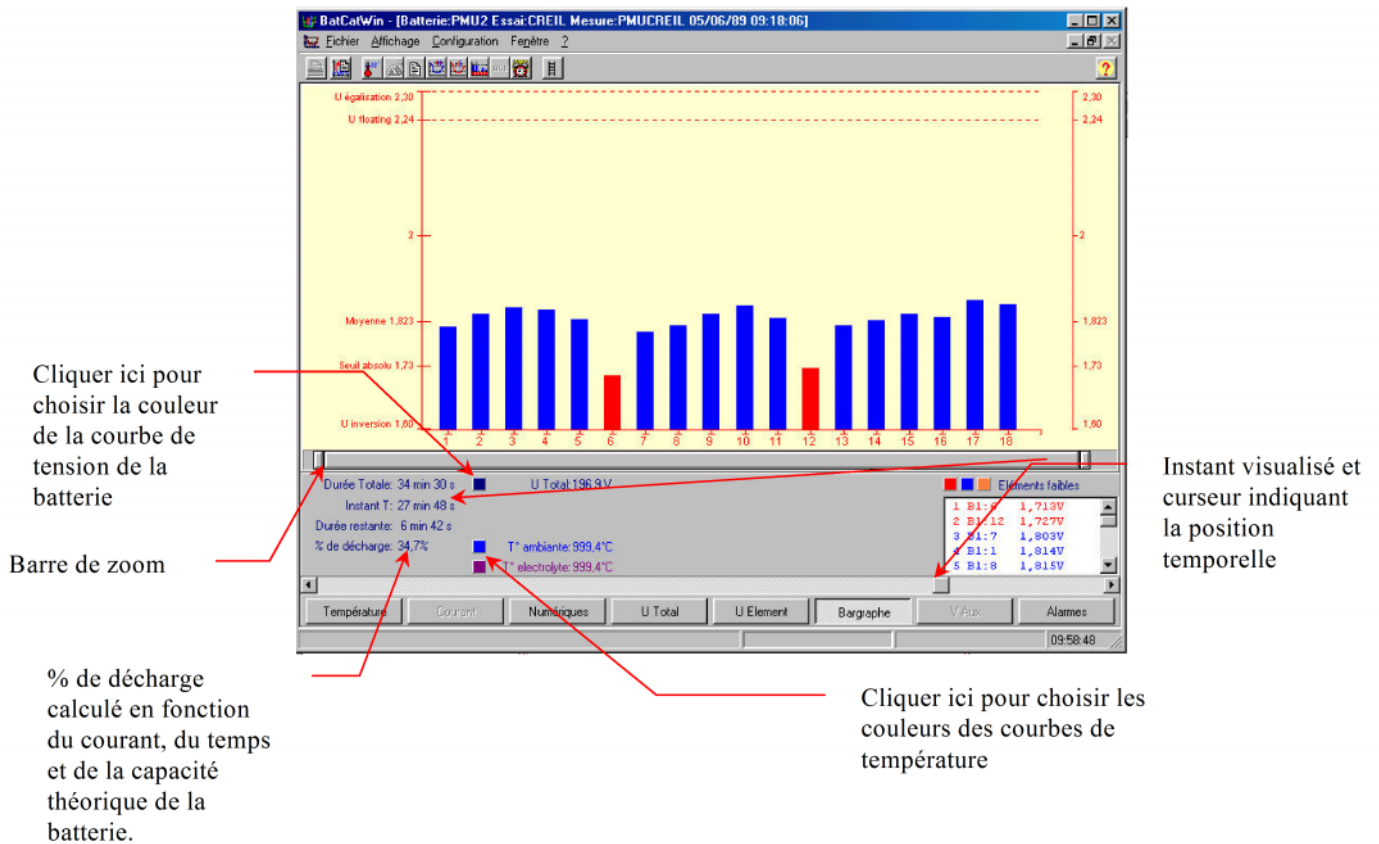 BatCatWin - [Batterie:PMU2 Essai:CREIL Mesure:PMUCREIL 05/06/89 09:18:06]
Fichier Affichage Configuration Fenêtre ?
U égalisation 2,30
2,30
U floating 2,24
2,24
2
2
Moyenne 1,823
1,823
Seuil absolu 1,73
1,73
U inversion 1,60
1,60
1 2 3 4 5 6 7 8 9 10 11 12 13 14 15 16 17 18
Durée Totale: 34 min 30 s
U Total:196,9 V
Instant T: 27 min 48 s
Durée restante: 6 min 42 s
% de décharge: 34,7%
T° ambiante: 999,4°C
T° electrolyte: 999,4°C
Eléments faibles
1 B1:6 1,713V
2 B1:12 1,727V
3 B1:7 1,803V
4 B1:1 1,814V
5 B1:8 1,815V
Température Courant Numériques U Total U Element Bargraphe V Aux Alarmes
09:58:48
Cliquer ici pour
choisir la couleur
de la courbe de
tension de la
batterie
Barre de zoom
% de décharge
calculé en fonction
du courant, du temps
et de la capacité
théorique de la
batterie.
Cliquer ici pour choisir les
couleurs des courbes de
température
Instant visualisé et
curseur indiquant
la position
temporelle